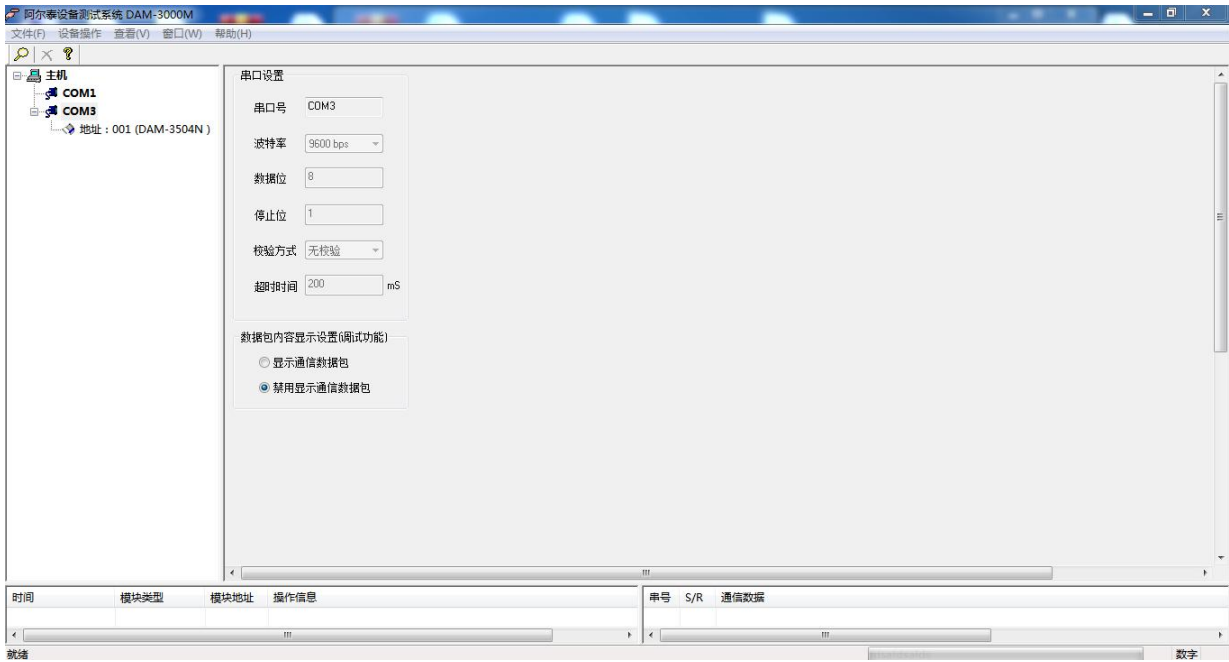 阿尔泰设备测试系统 DAM-3000M
文件(F) 设备操作 查看(V) 窗口(W) 帮助(H)
主机
COM1
COM3
地址：001 (DAM-3504N )
串口设置
串口号 COM3
波特率 9600 bps
数据位 8
停止位 1
校验方式 无校验
超时时间 200 mS
数据包内容显示设置(调试功能)
显示通信数据包
禁用显示通信数据包
时间 模块类型 模块地址 操作信息
串号 S/R 通信数据
就绪
数字